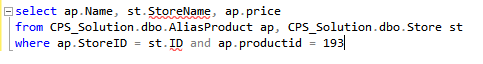 select ap.Name, st.StoreName, ap.price
from CPS_Solution.dbo.AliasProduct ap, CPS_Solution.dbo.Store st
where ap.StoreID = st.ID and ap.productid = 193